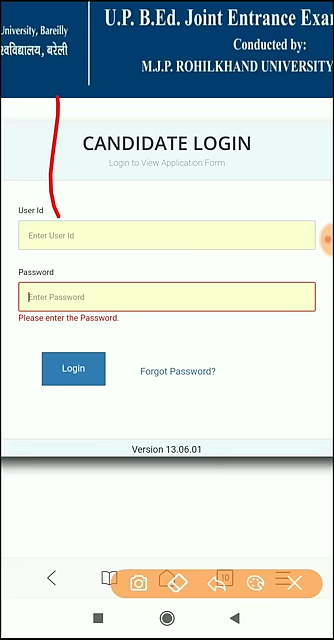 U.P. B.Ed. Joint Entrance Exa
University, Bareilly
श्वविद्यालय, बरेली
Conducted by:
M.J.P. ROHILKHAND UNIVERSITY
CANDIDATE LOGIN
Login to View Application Form
User Id
Enter User Id
Password
Enter Password
Please enter the Password.
Login
Forgot Password?
Version 13.06.01
10